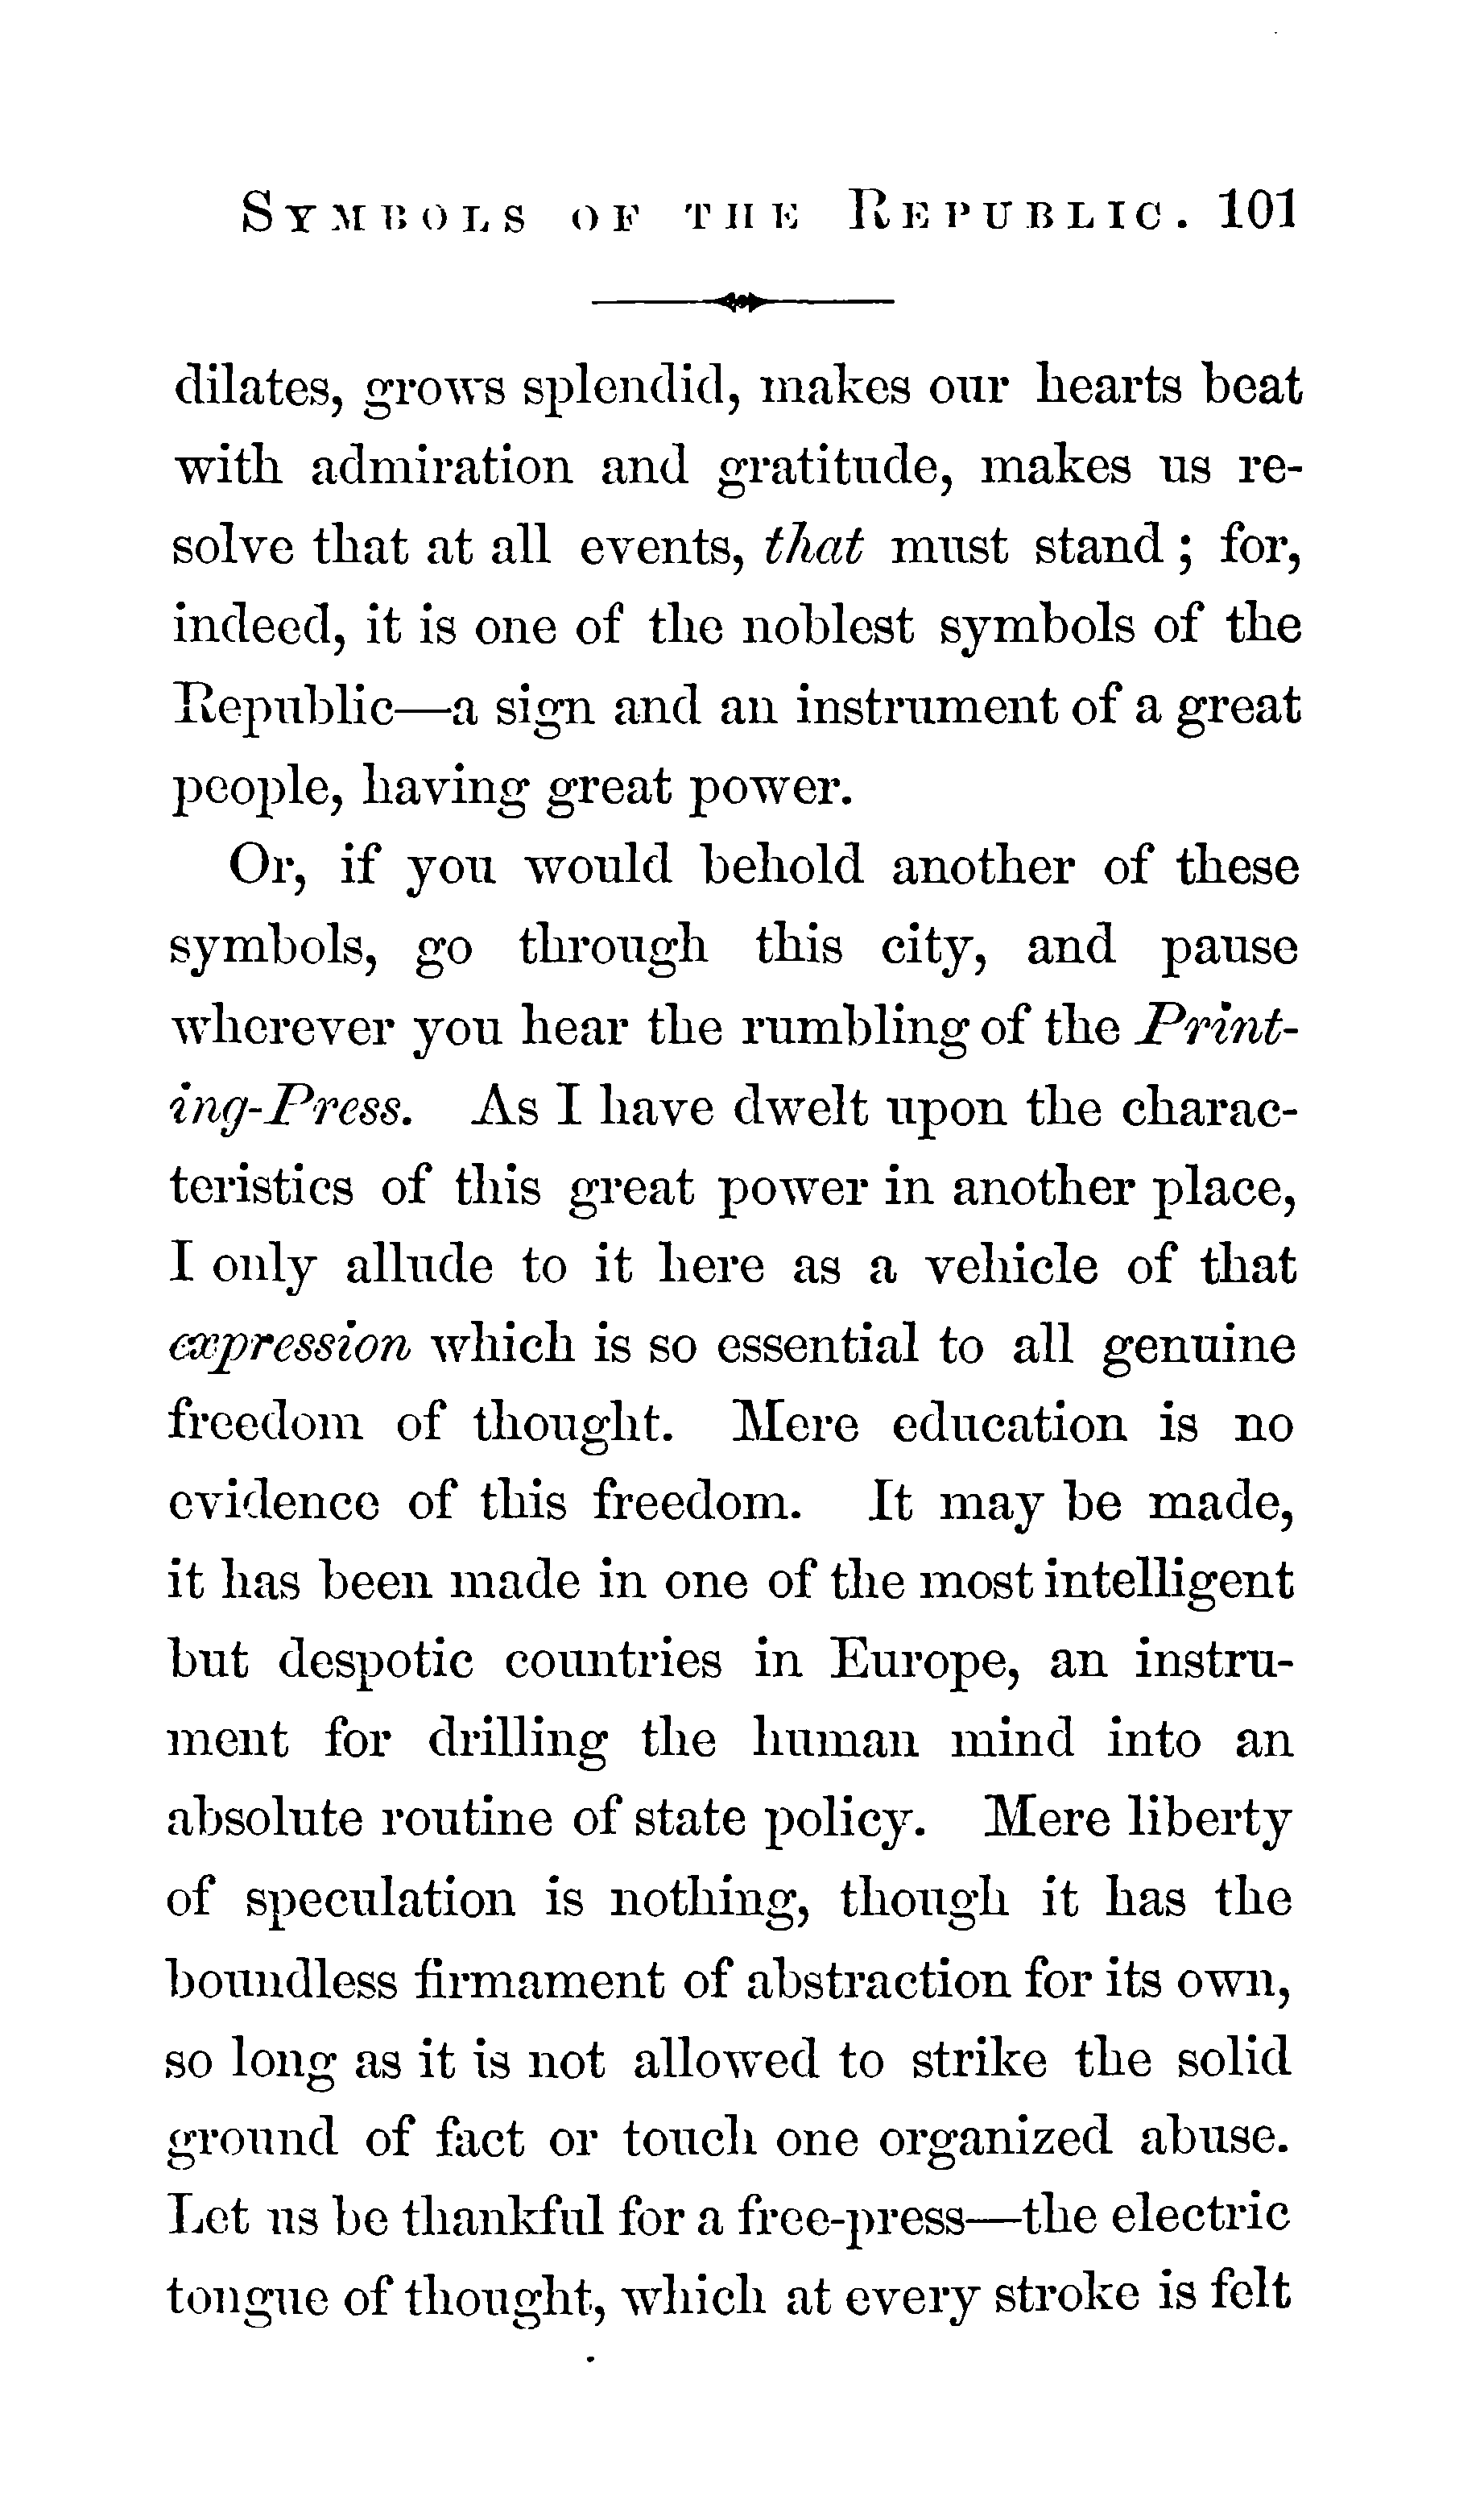 SYMBOLS OF THE REPUBLIC. 101
dilates, grows splendid, makes our hearts beat
with admiration and gratitude, makes us re-
solve that at all events, that must stand; for,
indeed, it is one of the noblest symbols of the
Republic—a sign and an instrument of a great
people, having great power.
Or, if you would behold another of these
symbols, go through this city, and pause
wherever you hear the rumbling of the Print-
ing-Press. As I have dwelt upon the charac-
teristics of this great power in another place,
I only allude to it here as a vehicle of that
expression which is so essential to all genuine
freedom of thought. Mere education is no
evidence of this freedom. It may be made,
it has been made in one of the most intelligent
but despotic countries in Europe, an instru-
ment for drilling the human mind into an
absolute routine of state policy. Mere liberty
of speculation is nothing, though it has the
boundless firmament of abstraction for its own,
so long as it is not allowed to strike the solid
ground of fact or touch one organized abuse.
Let us be thankful for a free-press—the electric
tongue of thought, which at every stroke is felt